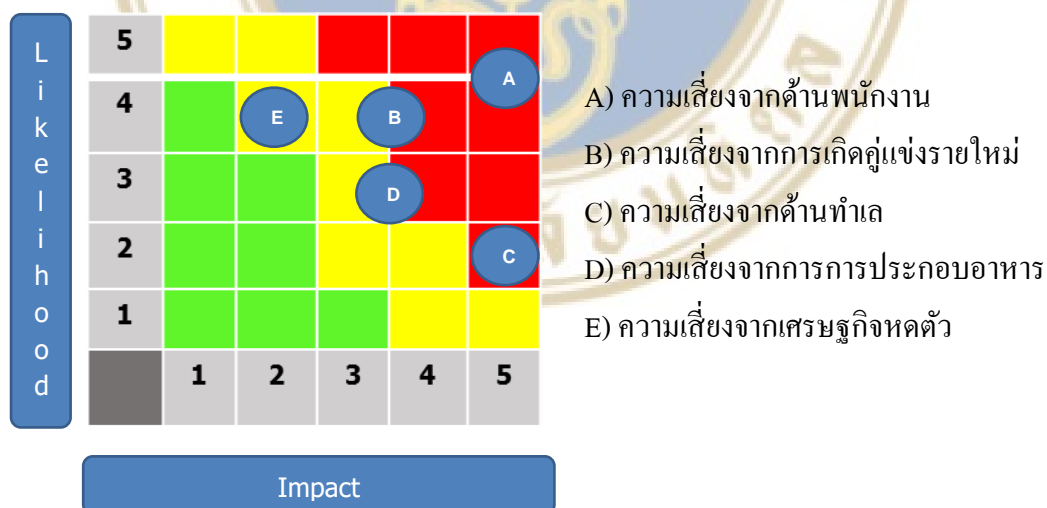 Likelihood
5
A
4
E
B
3
D
2
C
1
1 2 3 4 5
Impact
A) ความเสี่ยงจากด้านพนักงาน
B) ความเสี่ยงจากการเกิดคู่แข่งรายใหม่
C) ความเสี่ยงจากด้านทำเล
D) ความเสี่ยงจากการการประกอบอาหาร
E) ความเสี่ยงจากเศรษฐกิจหดตัว